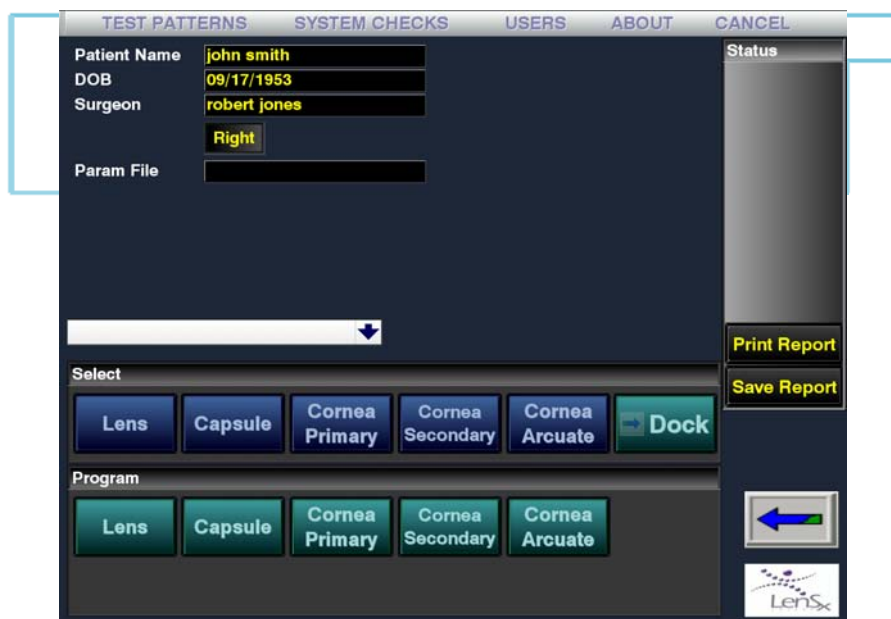 TEST PATTERNS SYSTEM CHECKS USERS ABOUT CANCEL
Patient Name john smith
DOB 09/17/1953
Surgeon robert jones
Right
Param File
Status
Print Report
Save Report
Select
Lens Capsule Cornea Primary Cornea Secondary Cornea Arcuate Dock
Program
Lens Capsule Cornea Primary Cornea Secondary Cornea Arcuate
LenSx